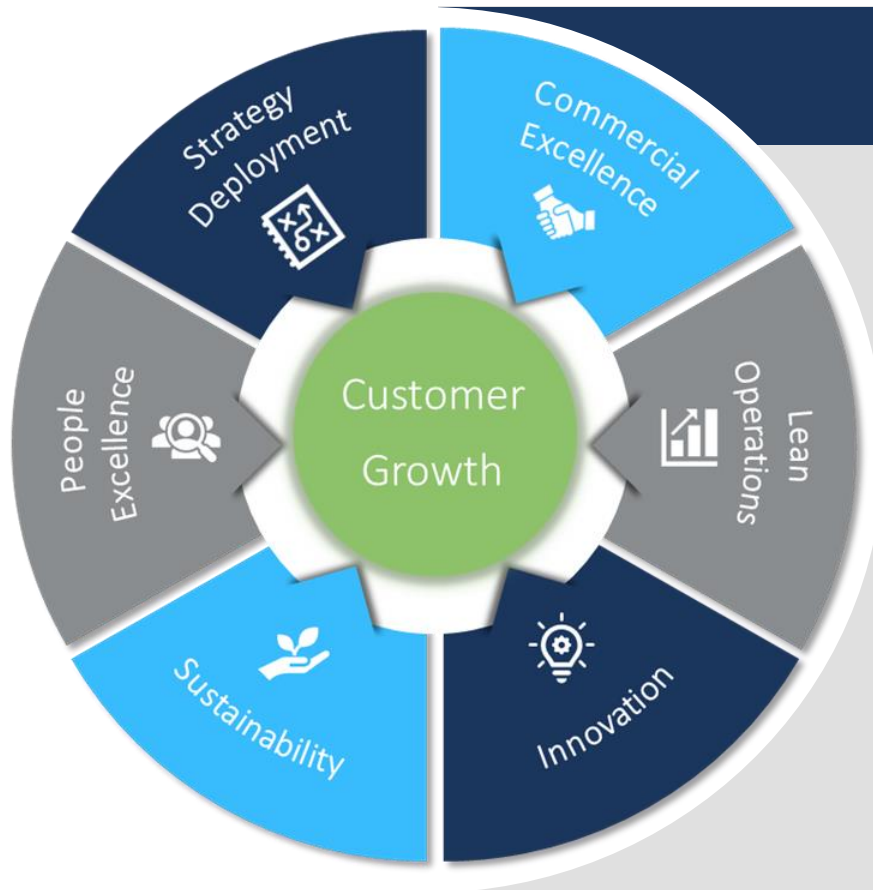 Strategy
Deployment
Commercial
Excellence
Lean
Operations
Innovation
Sustainability
People
Excellence
Customer
Growth